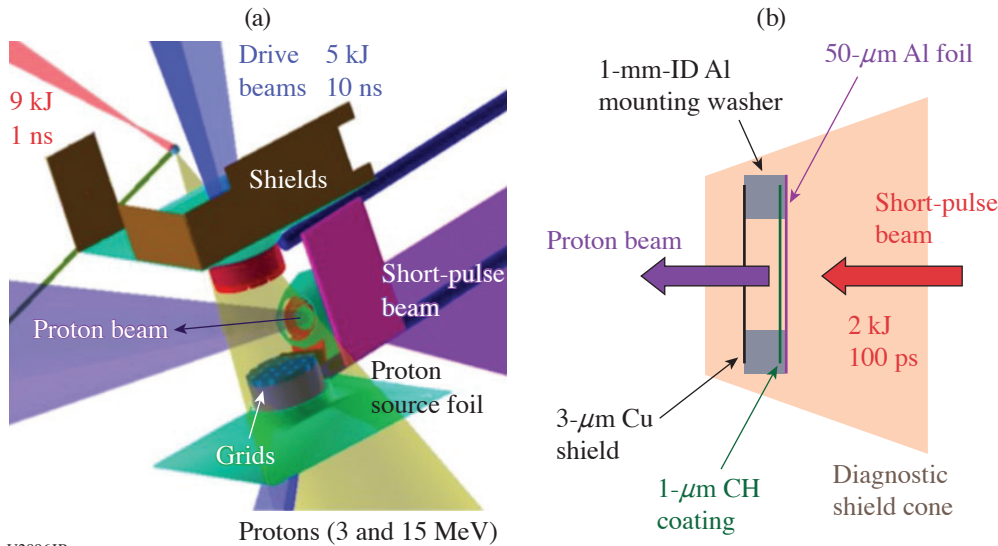 (a)
9 kJ
1 ns
Drive 5 kJ
beams 10 ns
Shields
Short-pulse
beam
Proton beam
Proton
source foil
Grids
Protons (3 and 15 MeV)
(b)
50-μm Al foil
1-mm-ID Al
mounting washer
Short-pulse
beam
Proton beam
2 kJ
100 ps
3-μm Cu
shield
1-μm CH
coating
Diagnostic
shield cone